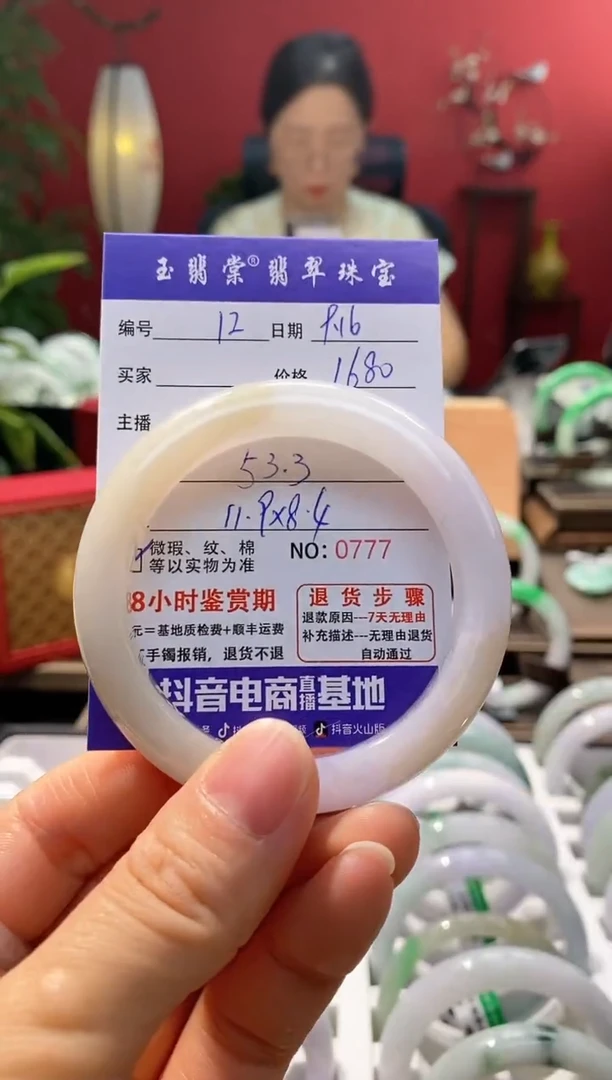 玉翡棠®翡翠珠宝
编号 12 日期 9.16
买家 价格 1680
主播
53.3
11.9x8.4
微瑕、纹、棉
等以实物为准
NO: 0777
88小时鉴赏期
元=基地质检费+顺丰运费
手镯报销，退货不退
退货步骤
退款原因---7天无理由
补充描述---无理由退货
自动通过
抖音电商直播基地
号 抖 频 抖音火山版